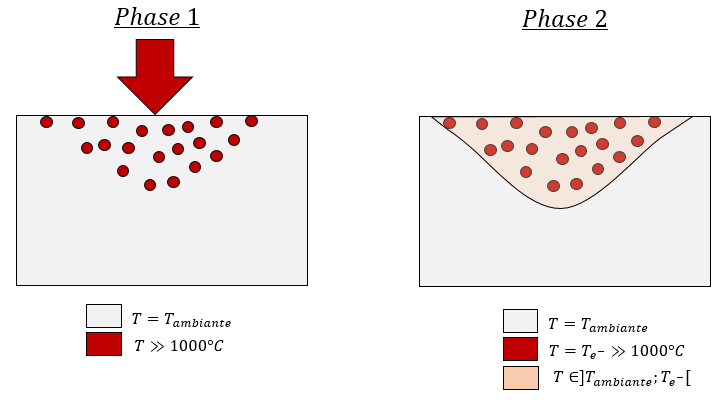 Phase 1
Phase 2
T = T_ambiante
T ≫ 1000°C
T = T_ambiante
T = T_e⁻ ≫ 1000°C
T ∈]T_ambiante; T_e⁻[